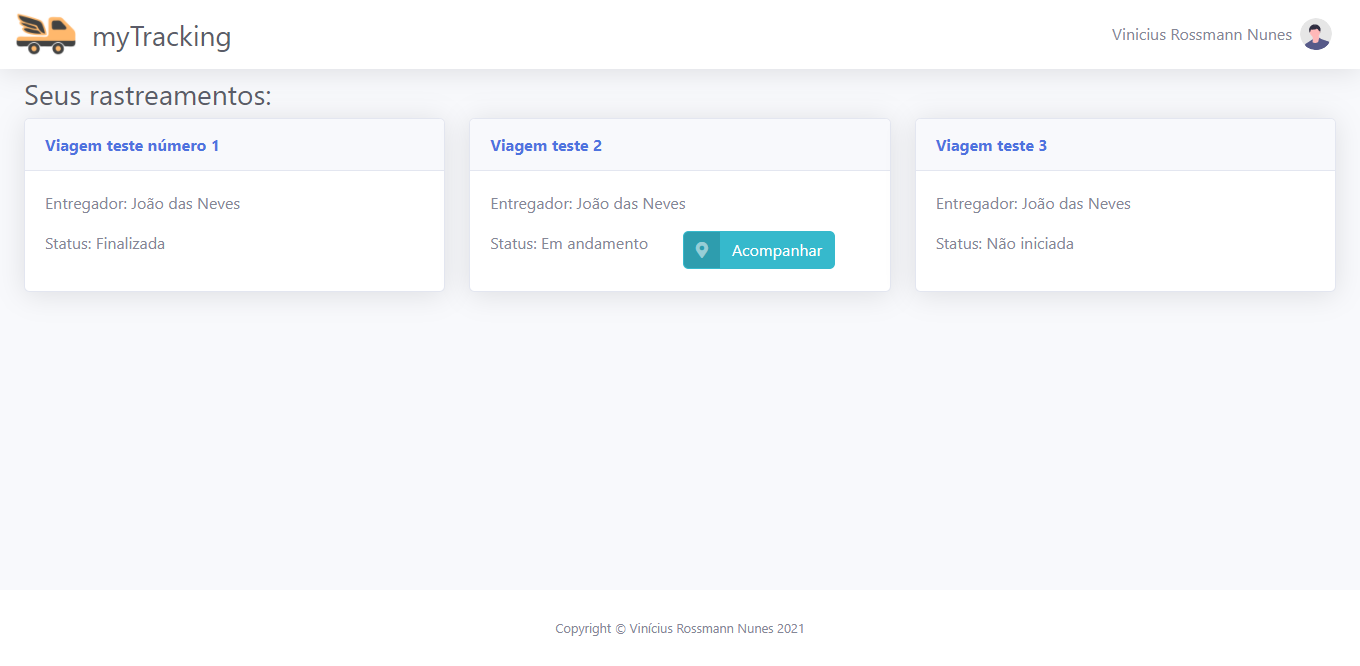 myTracking
Vinicius Rossmann Nunes
Seus rastreamentos:
Viagem teste número 1
Entregador: João das Neves
Status: Finalizada
Viagem teste 2
Entregador: João das Neves
Status: Em andamento
Acompanhar
Viagem teste 3
Entregador: João das Neves
Status: Não iniciada
Copyright © Vinícius Rossmann Nunes 2021